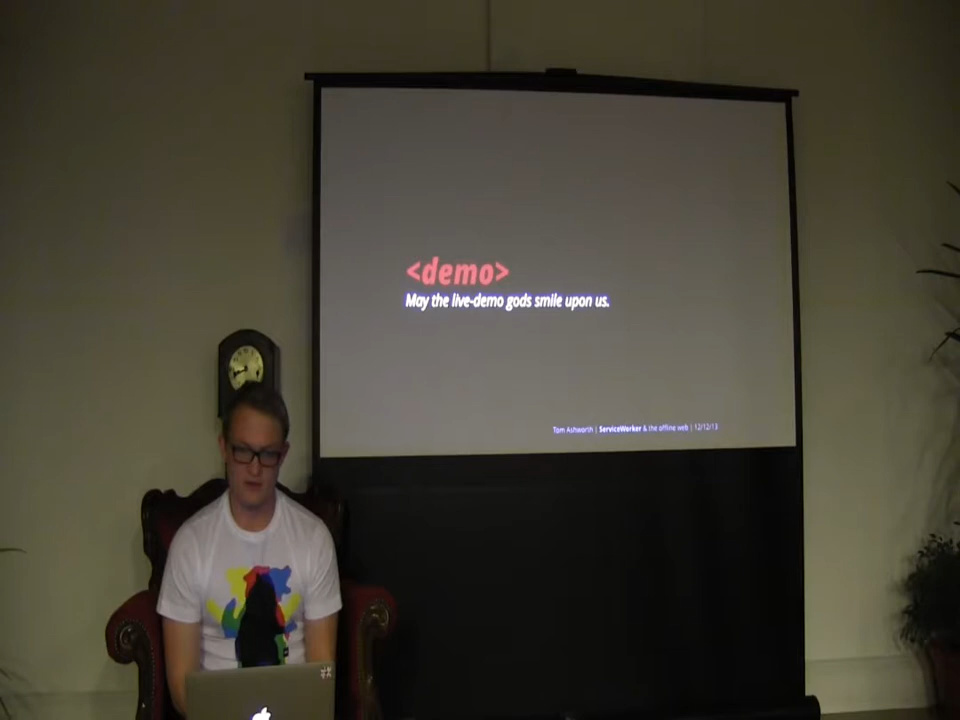 <demo>
May the live-demo gods smile upon us.
Tom Ashworth | ServiceWorker & the offline web | 12/12/13